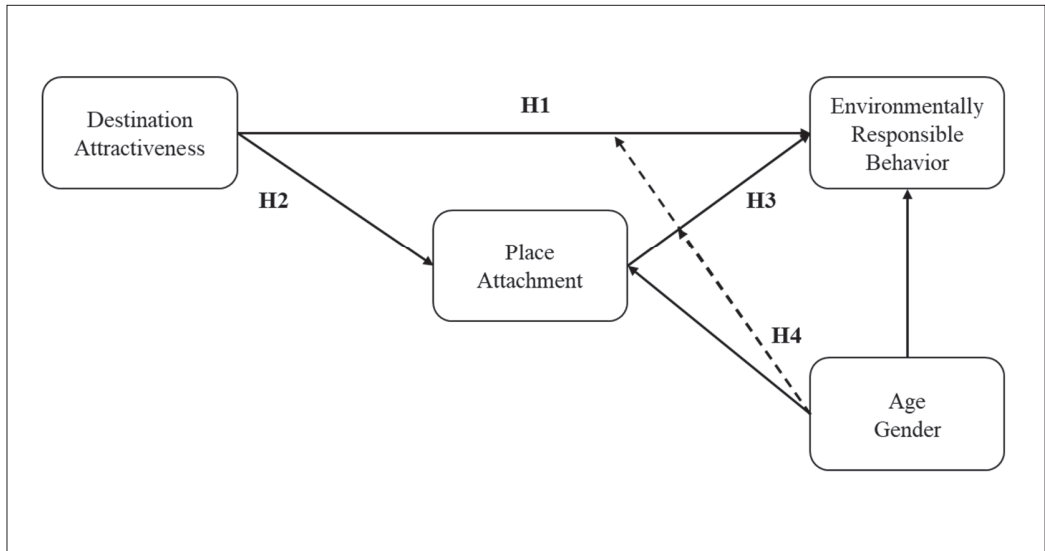 Destination
Attractiveness
H1
Environmentally
Responsible
Behavior
H2
H3
Place
Attachment
H4
Age
Gender